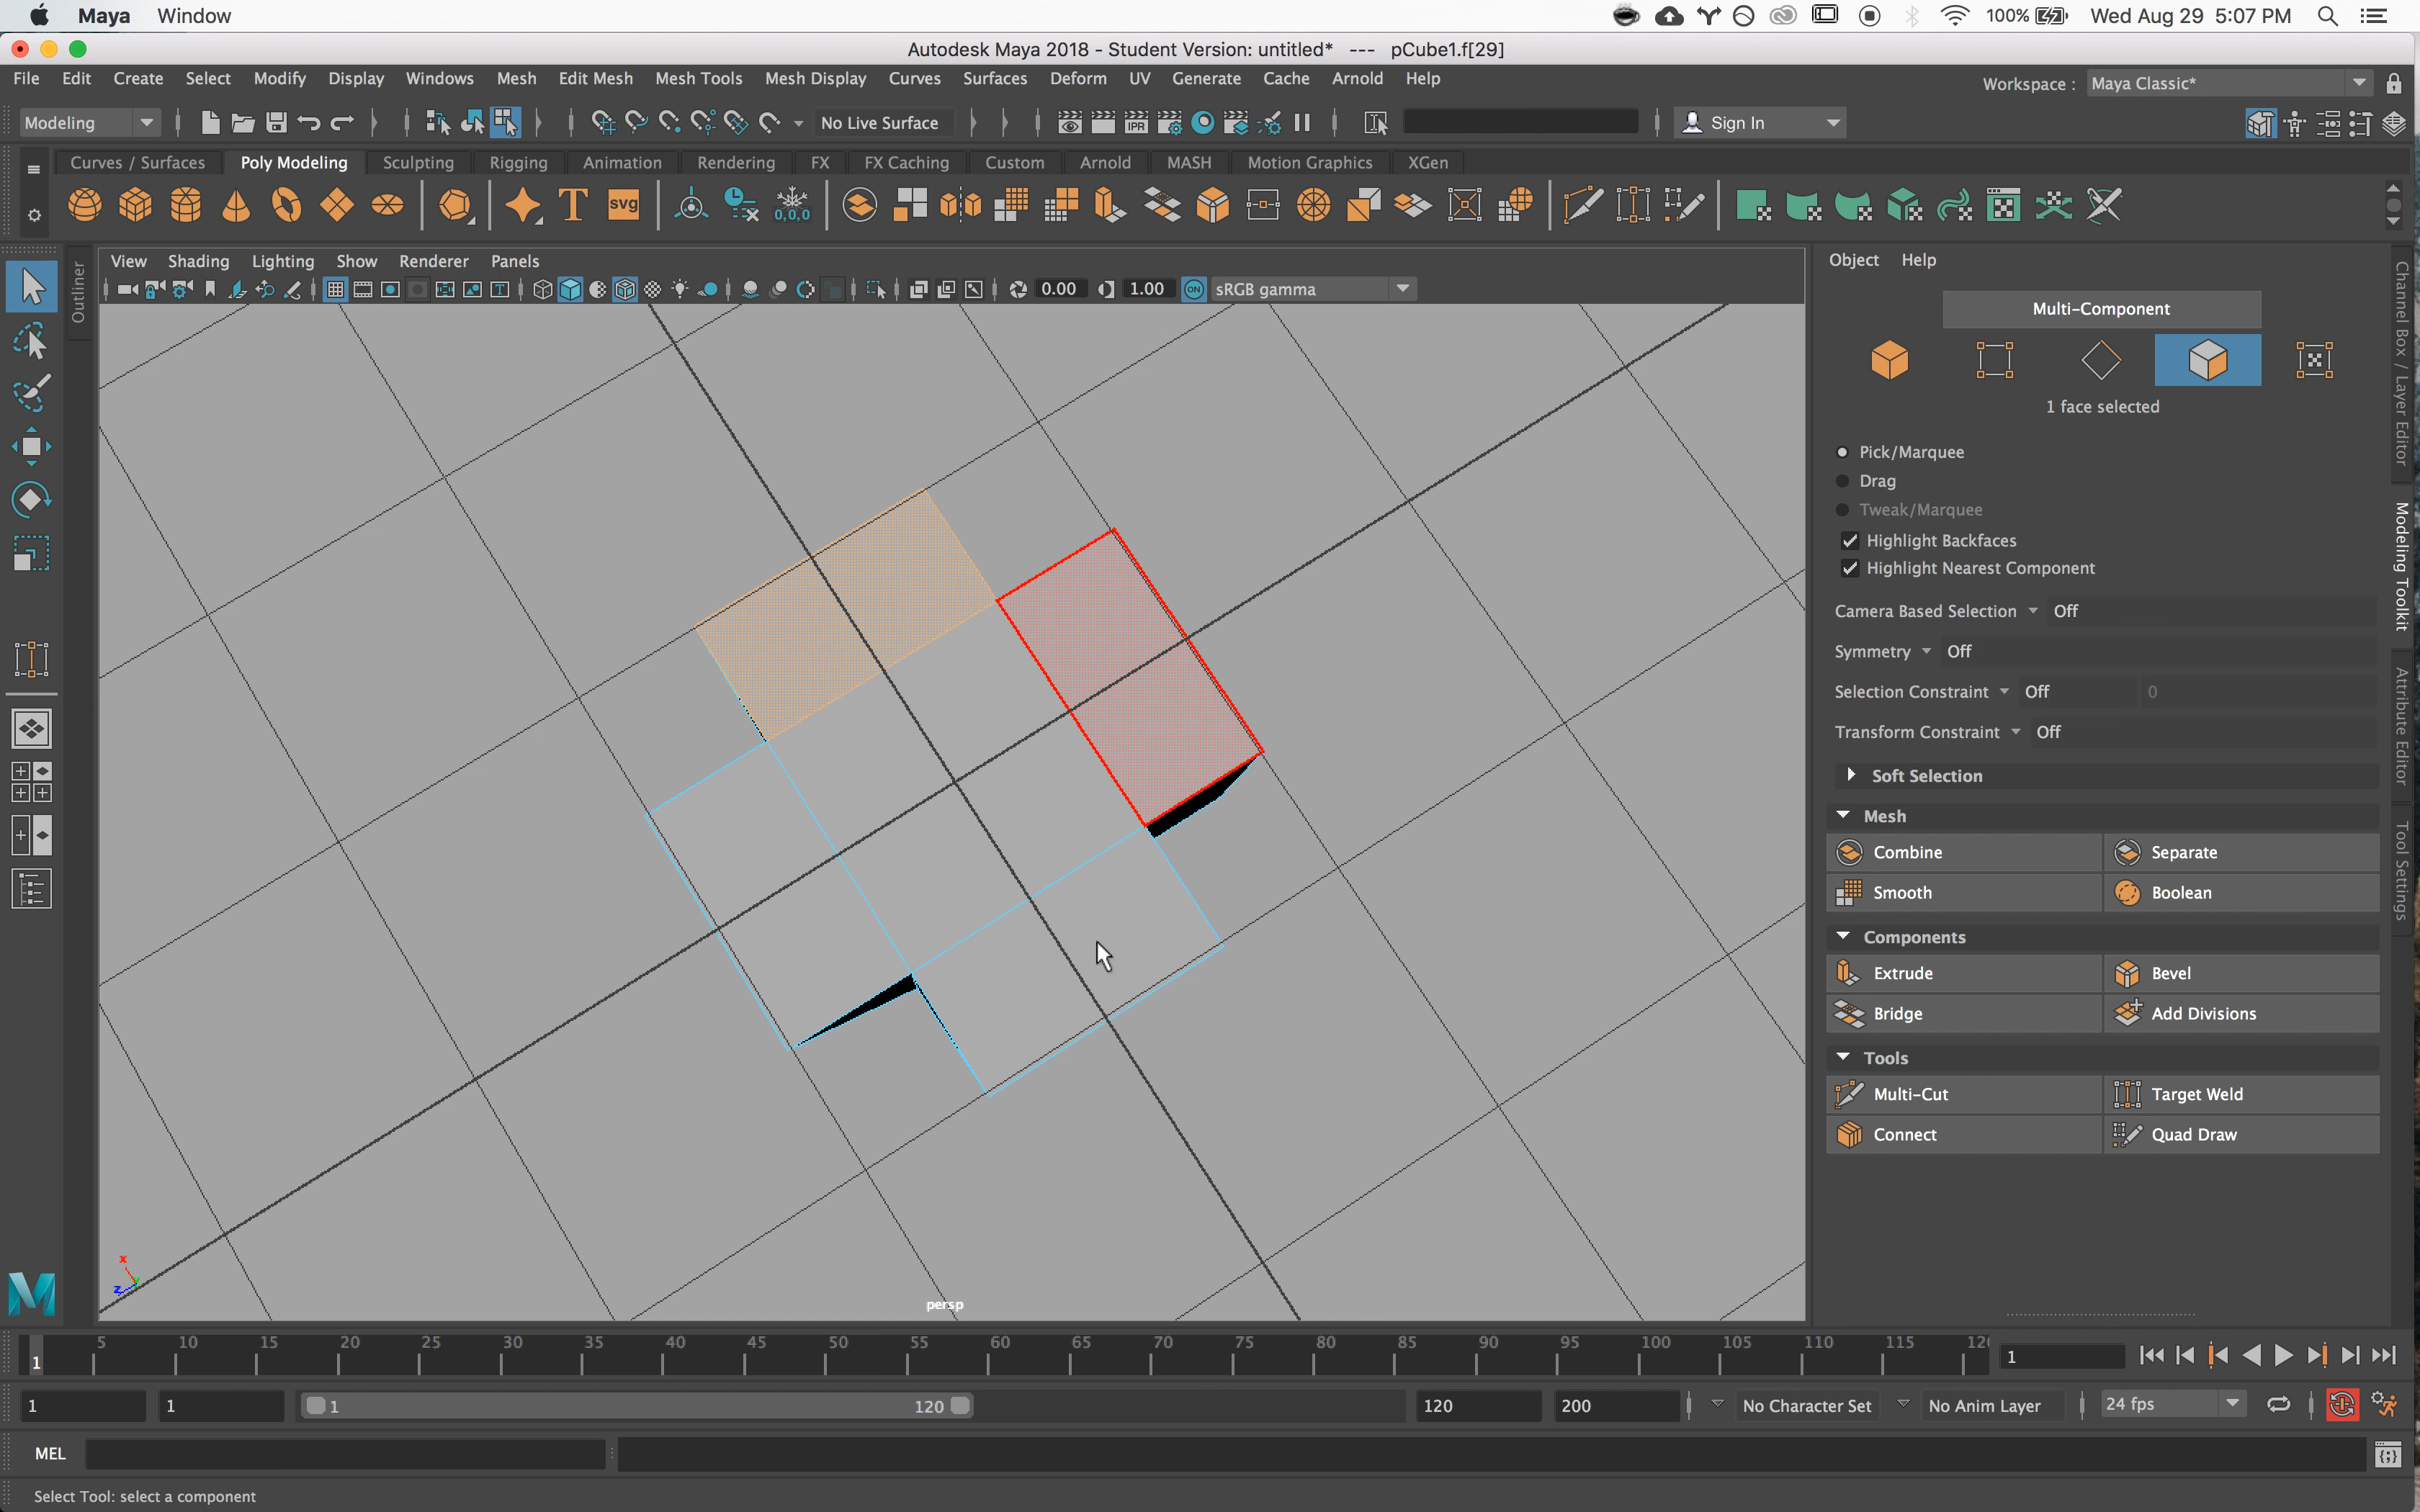 Maya Window 100% Wed Aug 29 5:07 PM
Autodesk Maya 2018 - Student Version: untitled* --- pCube1.f[29]
File Edit Create Select Modify Display Windows Mesh Edit Mesh Mesh Tools Mesh Display Curves Surfaces Deform UV Generate Cache Arnold Help
Workspace : Maya Classic*
Modeling No Live Surface IPR Sign In
Curves / Surfaces Poly Modeling Sculpting Rigging Animation Rendering FX FX Caching Custom Arnold MASH Motion Graphics XGen
T svg 0,0,0
Outliner
View Shading Lighting Show Renderer Panels
0.00 1.00 ON sRGB gamma
Object Help
Multi-Component
1 face selected
Pick/Marquee
Drag
Tweak/Marquee
Highlight Backfaces
Highlight Nearest Component
Camera Based Selection Off
Symmetry Off
Selection Constraint Off 0
Transform Constraint Off
Soft Selection
Mesh
Combine Separate
Smooth Boolean
Components
Extrude Bevel
Bridge Add Divisions
Tools
Multi-Cut Target Weld
Connect Quad Draw
Channel Box / Layer Editor
Modeling Toolkit
Attribute Editor
Tool Settings
x
y
z
persp
M
5 10 15 20 25 30 35 40 45 50 55 60 65 70 75 80 85 90 95 100 105 110 115 12
1 1
1 1 1 120 120 200 No Character Set No Anim Layer 24 fps
MEL
Select Tool: select a component